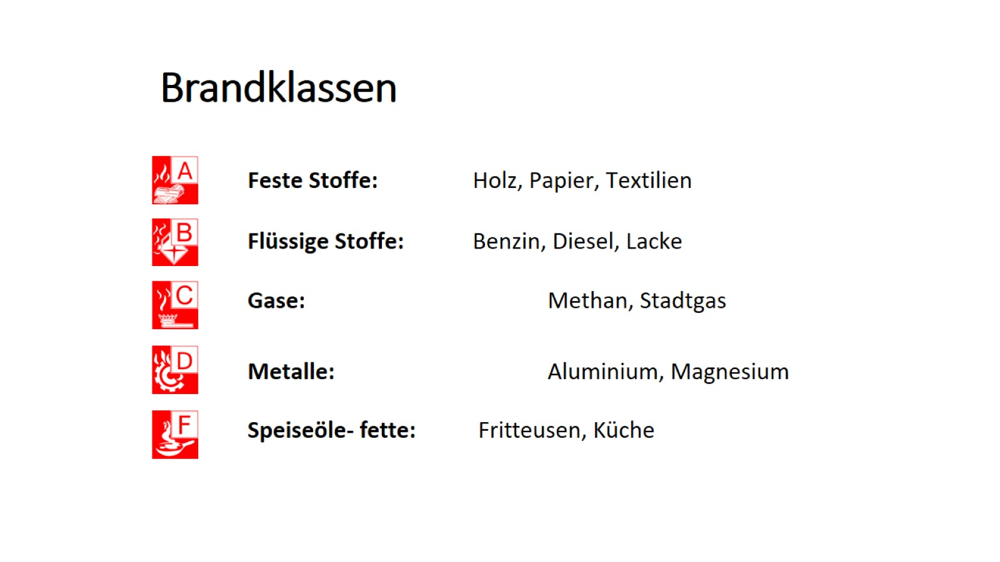 Brandklassen
A Feste Stoffe: Holz, Papier, Textilien
B Flüssige Stoffe: Benzin, Diesel, Lacke
C Gase: Methan, Stadtgas
D Metalle: Aluminium, Magnesium
F Speiseöle- fette: Fritteusen, Küche